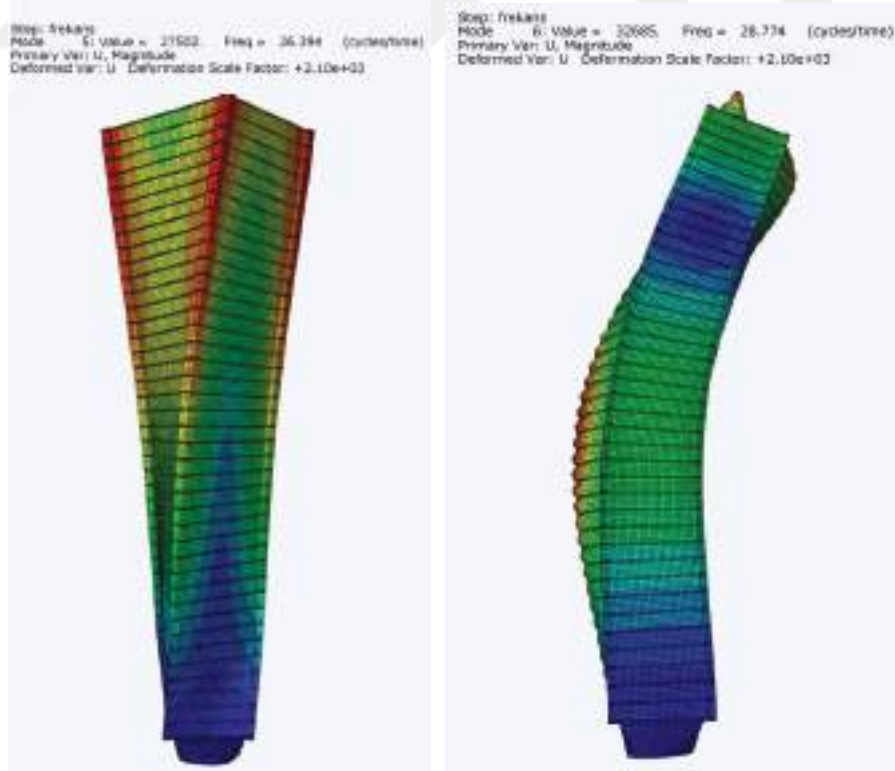 Step: frekans
Mode 5: Value = 27502. Freq = 26.394 (cycles/time)
Primary Var: U, Magnitude
Deformed Var: U Deformation Scale Factor: +2.10e+03
Step: frekans
Mode 6: Value = 32685. Freq = 28.774 (cycles/time)
Primary Var: U, Magnitude
Deformed Var: U Deformation Scale Factor: +2.10e+03